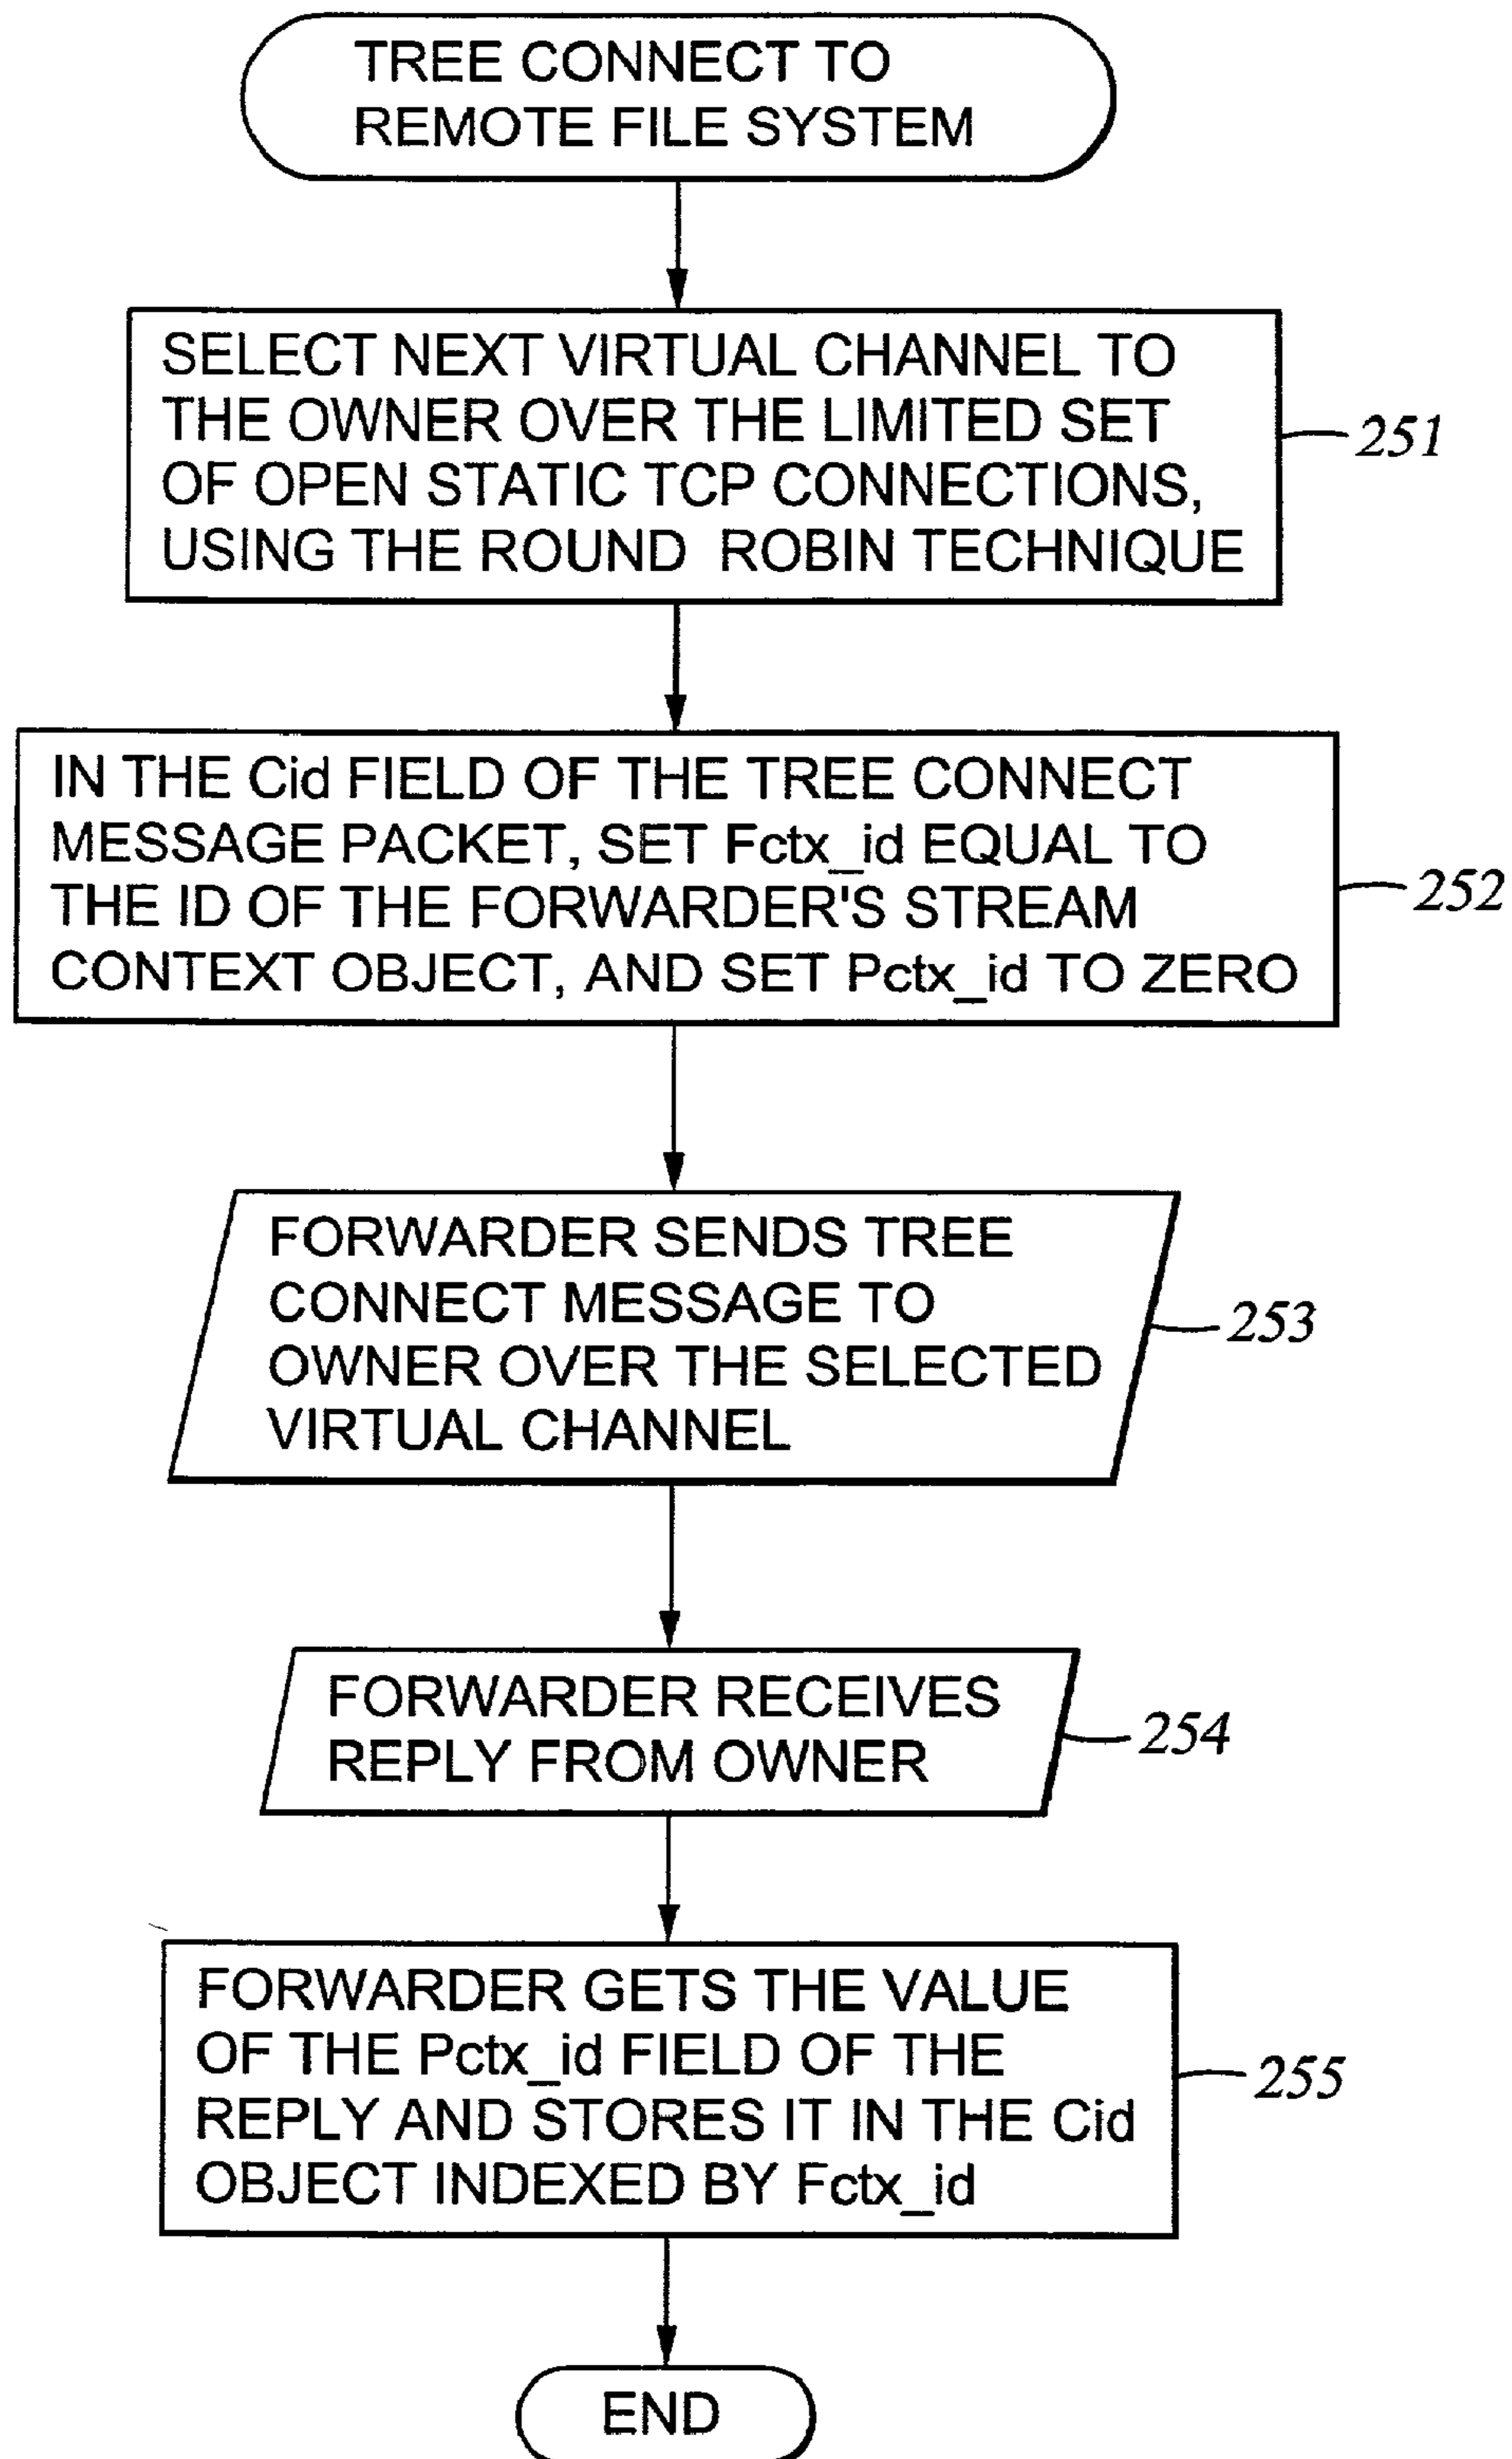 TREE CONNECT TO
REMOTE FILE SYSTEM
SELECT NEXT VIRTUAL CHANNEL TO
THE OWNER OVER THE LIMITED SET
OF OPEN STATIC TCP CONNECTIONS,
USING THE ROUND ROBIN TECHNIQUE
251
IN THE Cid FIELD OF THE TREE CONNECT
MESSAGE PACKET, SET Fctx_id EQUAL TO
THE ID OF THE FORWARDER'S STREAM
CONTEXT OBJECT, AND SET Pctx_id TO ZERO
252
FORWARDER SENDS TREE
CONNECT MESSAGE TO
OWNER OVER THE SELECTED
VIRTUAL CHANNEL
253
FORWARDER RECEIVES
REPLY FROM OWNER
254
FORWARDER GETS THE VALUE
OF THE Pctx_id FIELD OF THE
REPLY AND STORES IT IN THE Cid
OBJECT INDEXED BY Fctx_id
255
END